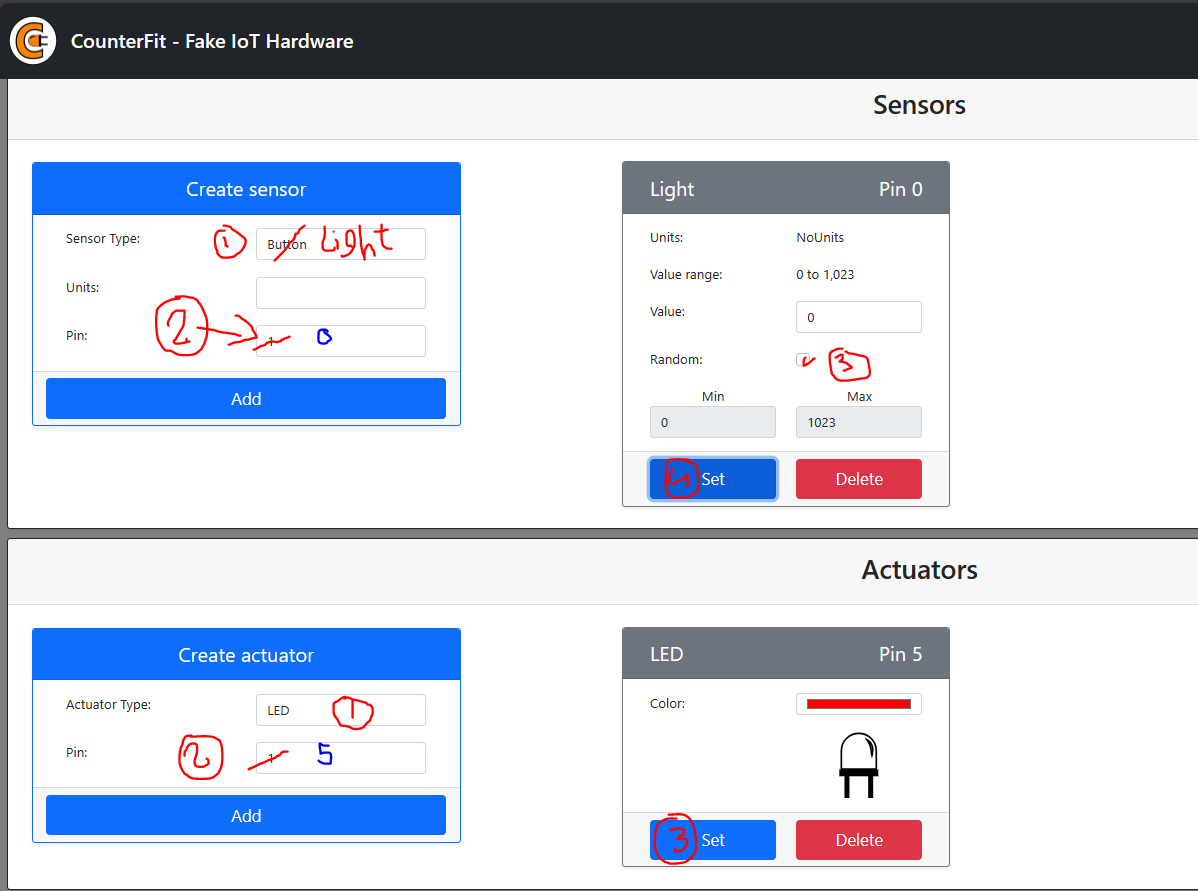 CounterFit - Fake IoT Hardware
Sensors
Create sensor
Sensor Type:
1
Button Light
Units:
Pin:
2
1 0
Add
Light Pin 0
Units: NoUnits
Value range: 0 to 1,023
Value: 0
Random: 3
Min Max
0 1023
4 Set Delete
Actuators
Create actuator
Actuator Type: LED 1
Pin: 2 1 5
Add
LED Pin 5
Color:
3 Set Delete